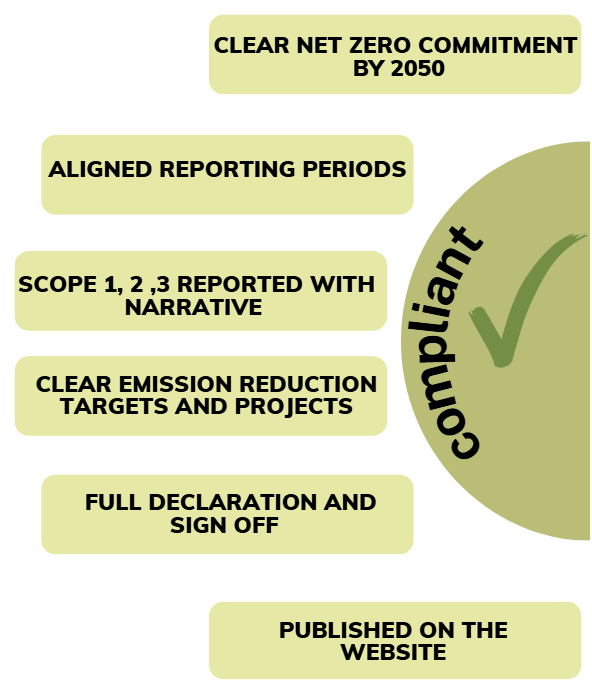 CLEAR NET ZERO COMMITMENT
BY 2050
ALIGNED REPORTING PERIODS
SCOPE 1, 2 ,3 REPORTED WITH
NARRATIVE
CLEAR EMISSION REDUCTION
TARGETS AND PROJECTS
FULL DECLARATION AND
SIGN OFF
PUBLISHED ON THE
WEBSITE
compliant